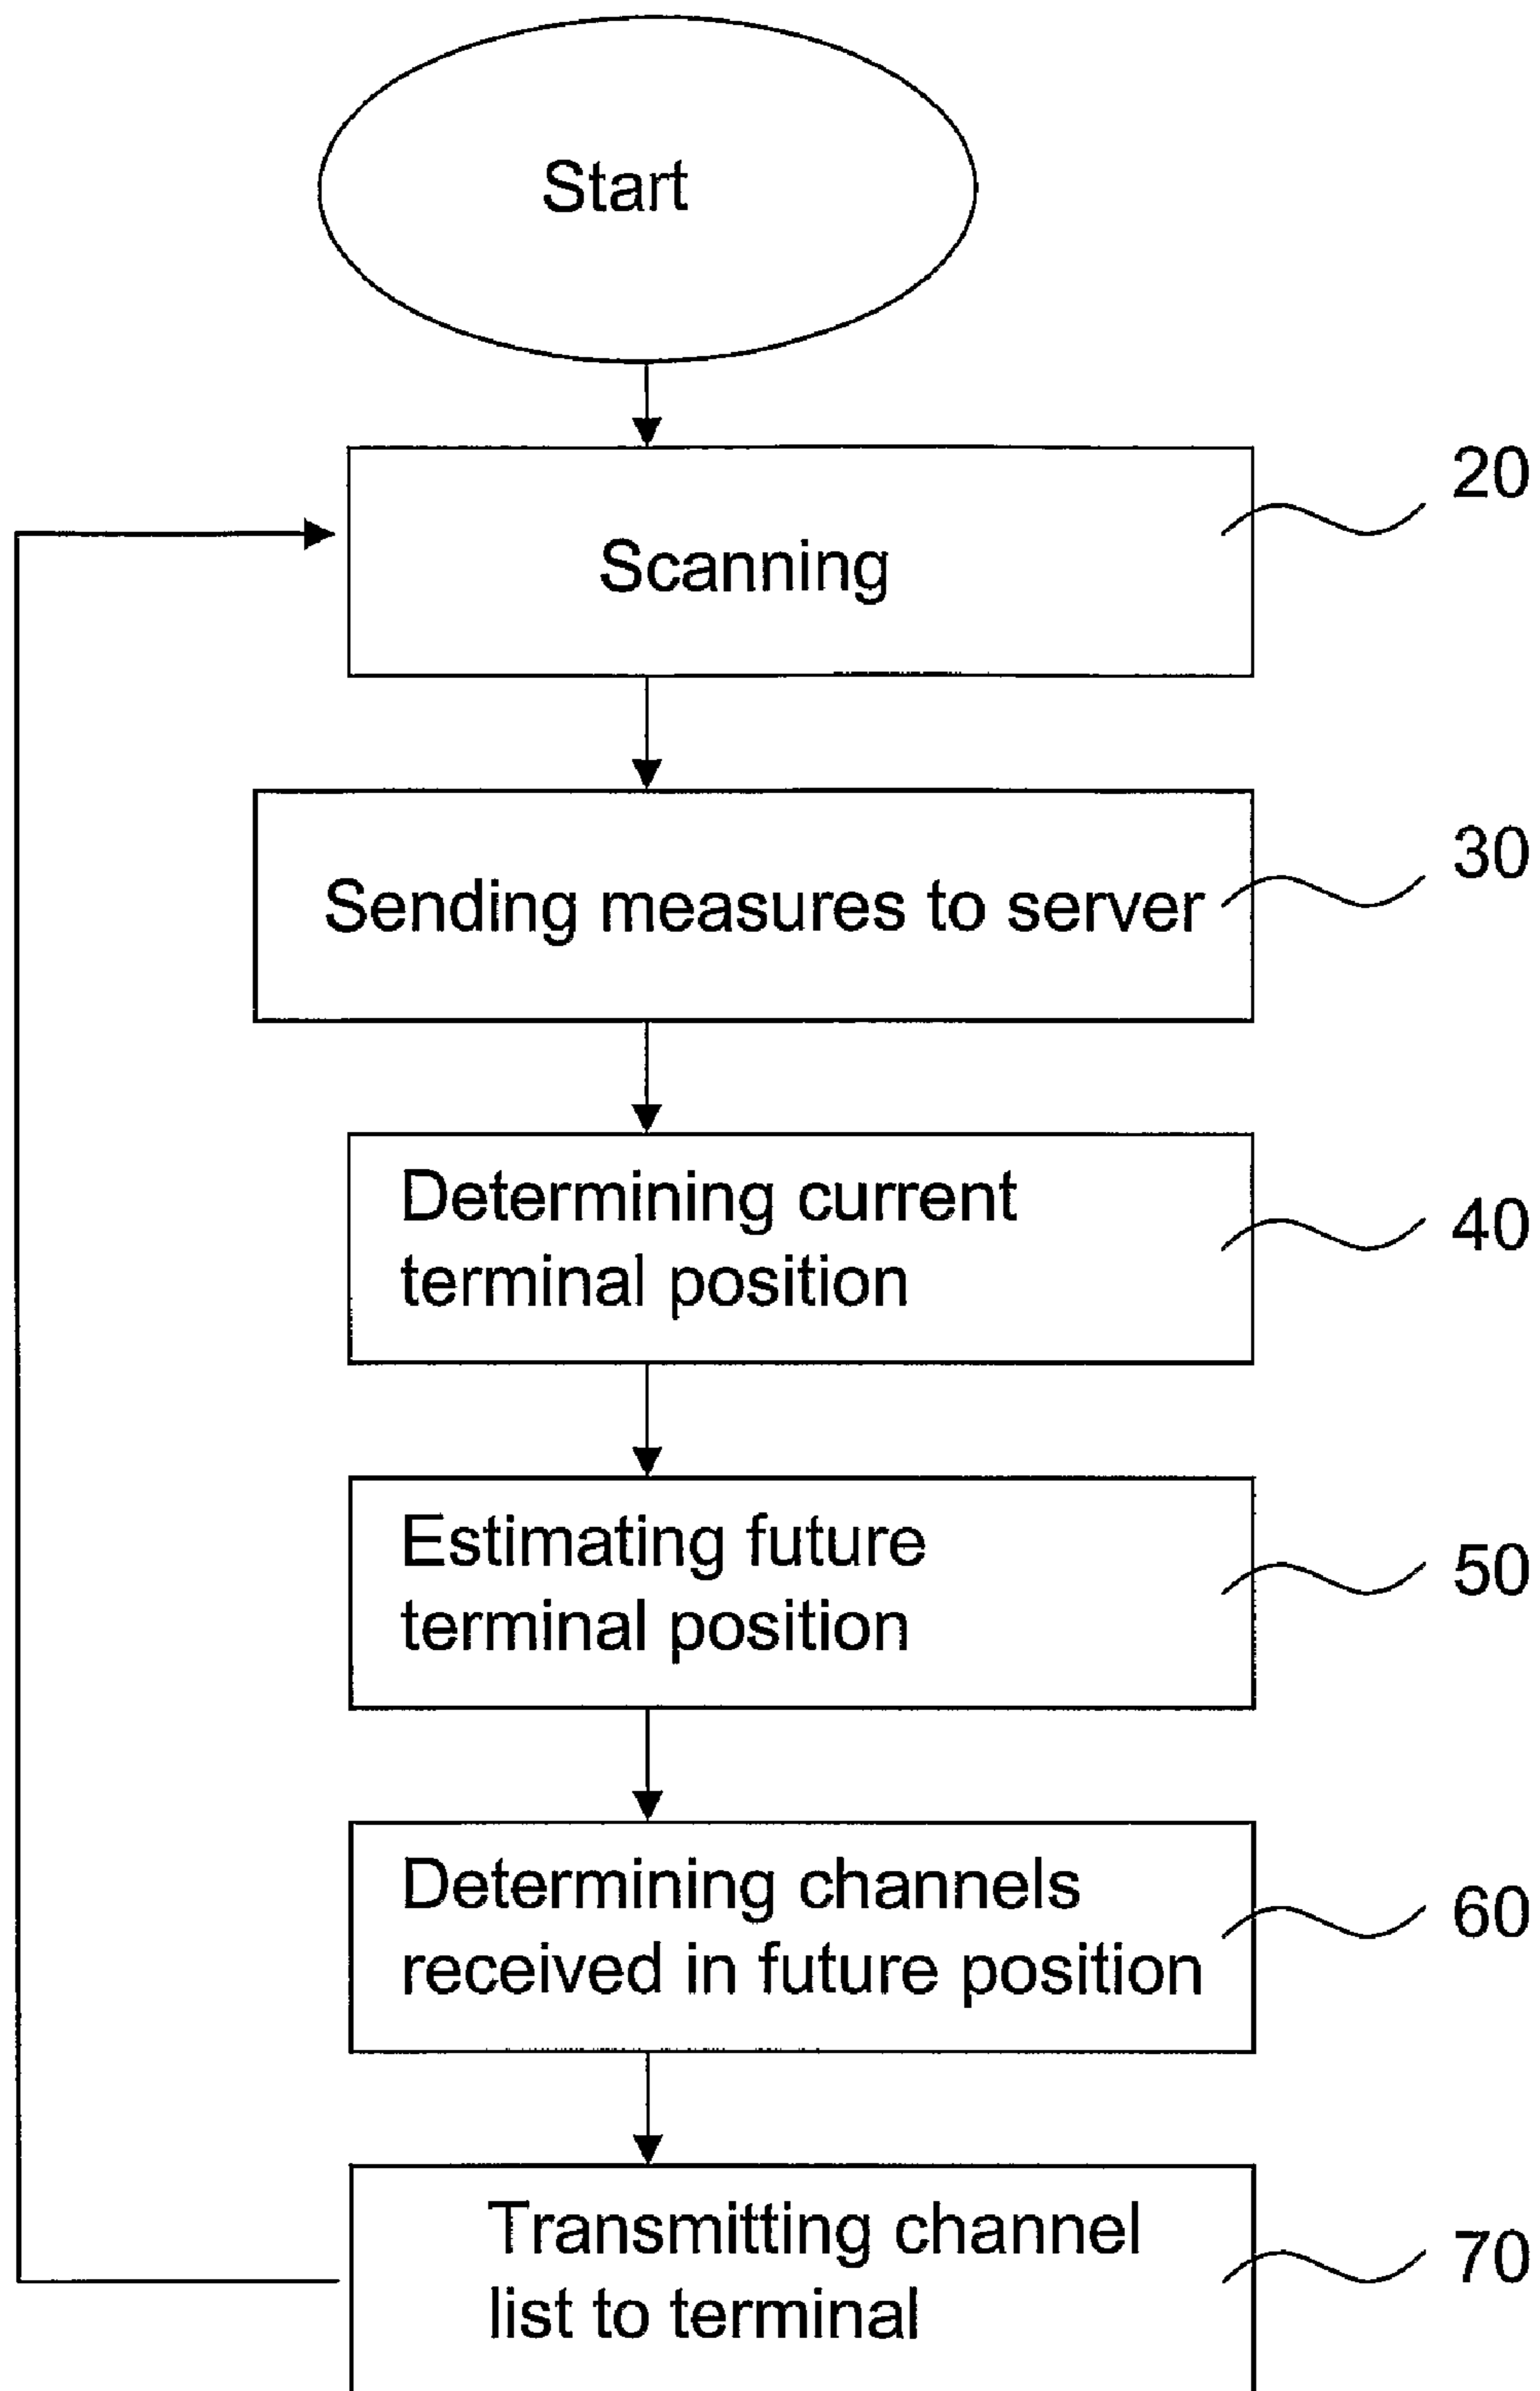 Start
20
Scanning
30
Sending measures to server
40
Determining current
terminal position
50
Estimating future
terminal position
60
Determining channels
received in future position
70
Transmitting channel
list to terminal